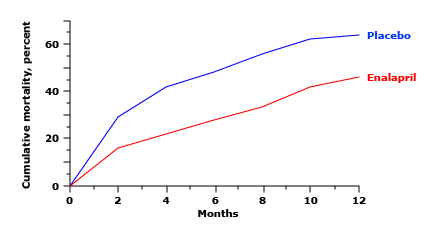 Cumulative mortality, percent
60
40
20
0
0 2 4 6 8 10 12
Months
Placebo
Enalapril